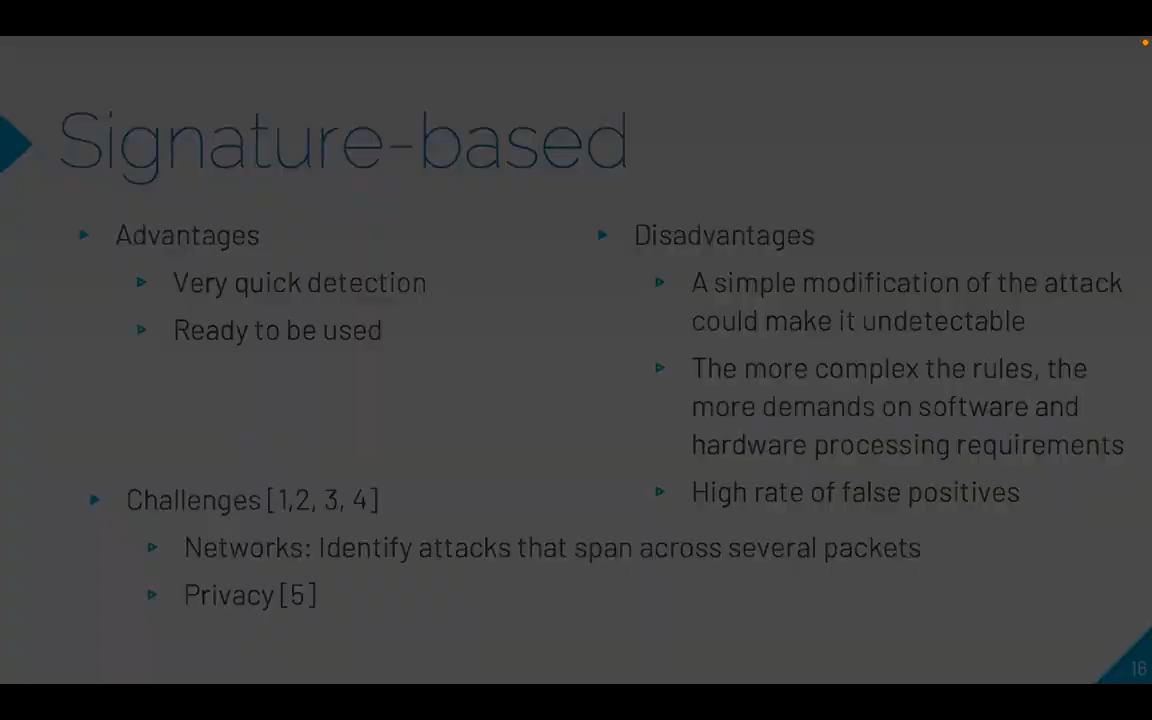 Signature-based
Advantages
Very quick detection
Ready to be used
Disadvantages
A simple modification of the attack
could make it undetectable
The more complex the rules, the
more demands on software and
hardware processing requirements
High rate of false positives
Challenges [1,2, 3, 4]
Networks: Identify attacks that span across several packets
Privacy [5]
16